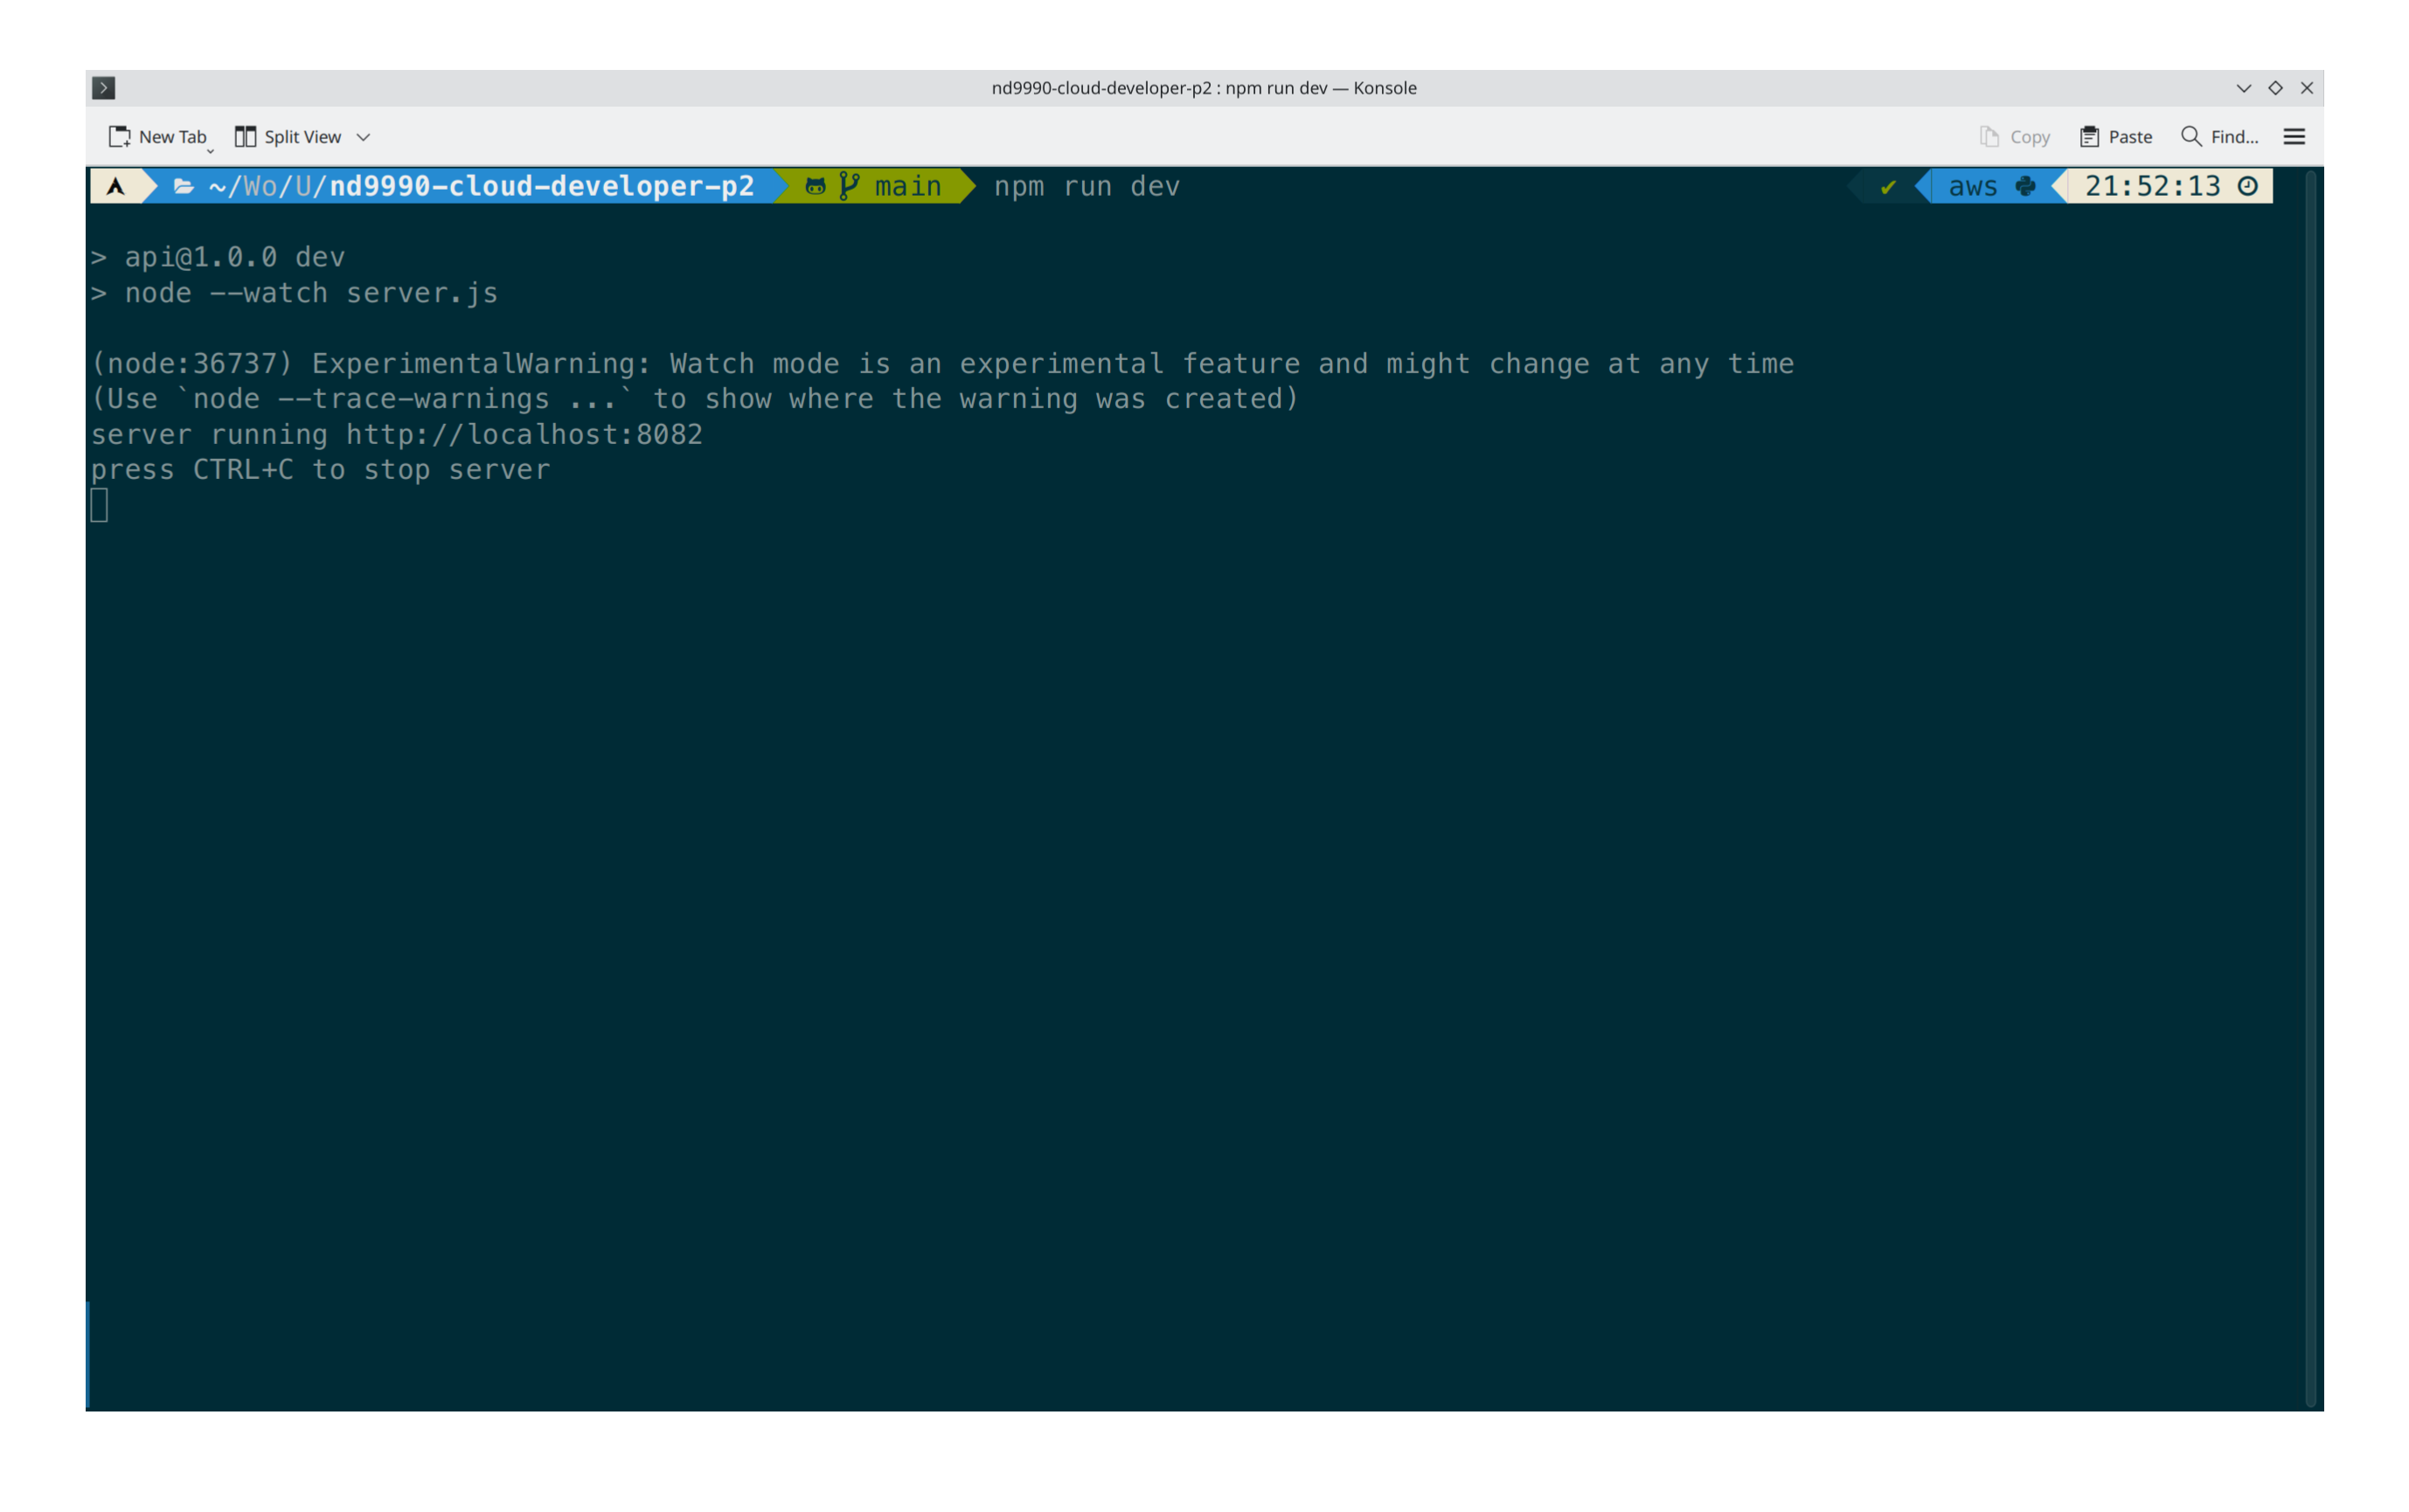 nd9990-cloud-developer-p2 : npm run dev — Konsole
New Tab Split View Copy Paste Find...
~/Wo/U/nd9990-cloud-developer-p2 main npm run dev ✔ aws 21:52:13
> api@1.0.0 dev
> node --watch server.js
(node:36737) ExperimentalWarning: Watch mode is an experimental feature and might change at any time
(Use `node --trace-warnings ...` to show where the warning was created)
server running http://localhost:8082
press CTRL+C to stop server